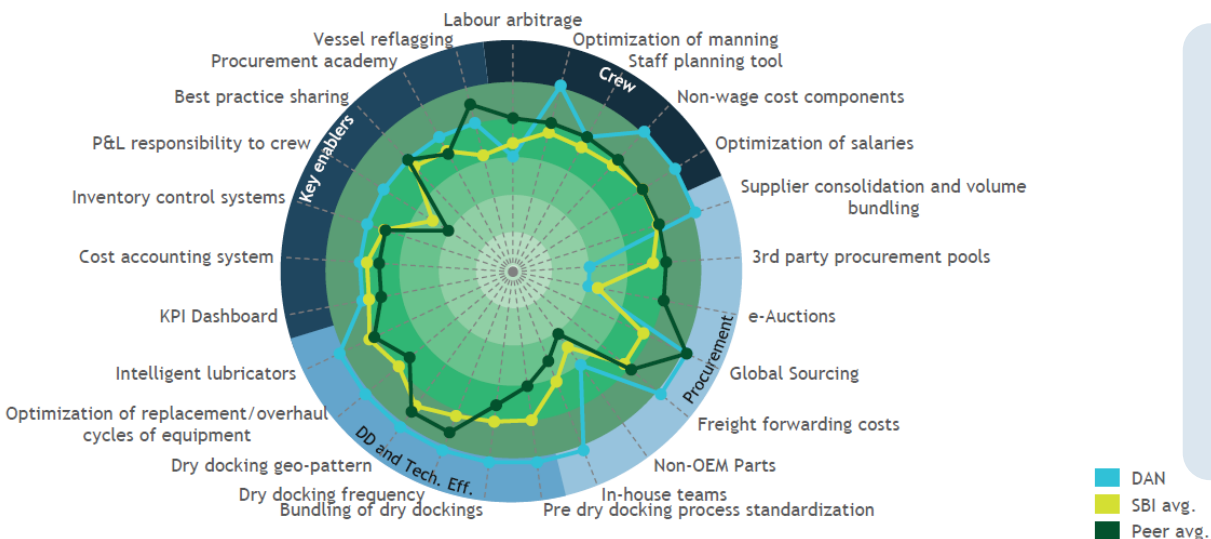 Labour arbitrage
Vessel reflagging
Optimization of manning
Procurement academy
Staff planning tool
Crew
Best practice sharing
Non-wage cost components
Key enablers
P&L responsibility to crew
Optimization of salaries
Inventory control systems
Supplier consolidation and volume
bundling
Cost accounting system
3rd party procurement pools
KPI Dashboard
e-Auctions
Procurement
Intelligent lubricators
Global Sourcing
Optimization of replacement/overhaul
cycles of equipment
Freight forwarding costs
DD and Tech. Eff.
Dry docking geo-pattern
Non-OEM Parts
Dry docking frequency
In-house teams
Bundling of dry dockings
Pre dry docking process standardization
DAN
SBI avg.
Peer avg.